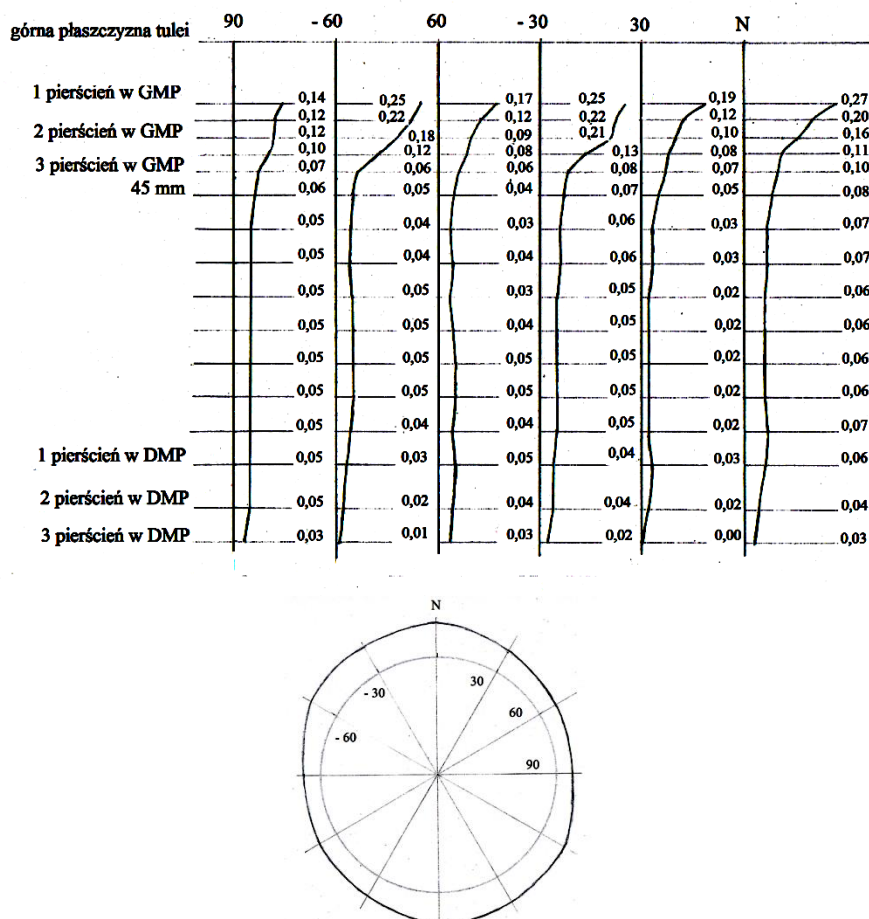 górna płaszczyzna tulei 90 - 60 60 - 30 30 N
1 pierścień w GMP 0,14 0,25 0,17 0,25 0,19 0,27
0,12 0,22 0,12 0,22 0,12 0,20
2 pierścień w GMP 0,12 0,18 0,09 0,21 0,10 0,16
0,10 0,12 0,08 0,13 0,08 0,11
3 pierścień w GMP 0,07 0,06 0,06 0,08 0,07 0,10
45 mm 0,06 0,05 0,04 0,07 0,05 0,08
0,05 0,04 0,03 0,06 0,03 0,07
0,05 0,04 0,04 0,06 0,03 0,07
0,05 0,05 0,03 0,05 0,02 0,06
0,05 0,05 0,04 0,05 0,02 0,06
0,05 0,05 0,05 0,05 0,02 0,06
0,05 0,05 0,05 0,05 0,02 0,06
0,05 0,04 0,04 0,05 0,02 0,07
1 pierścień w DMP 0,05 0,03 0,05 0,04 0,03 0,06
2 pierścień w DMP 0,05 0,02 0,04 0,04 0,02 0,04
3 pierścień w DMP 0,03 0,01 0,03 0,02 0,00 0,03
N
- 30 30
- 60 60
90